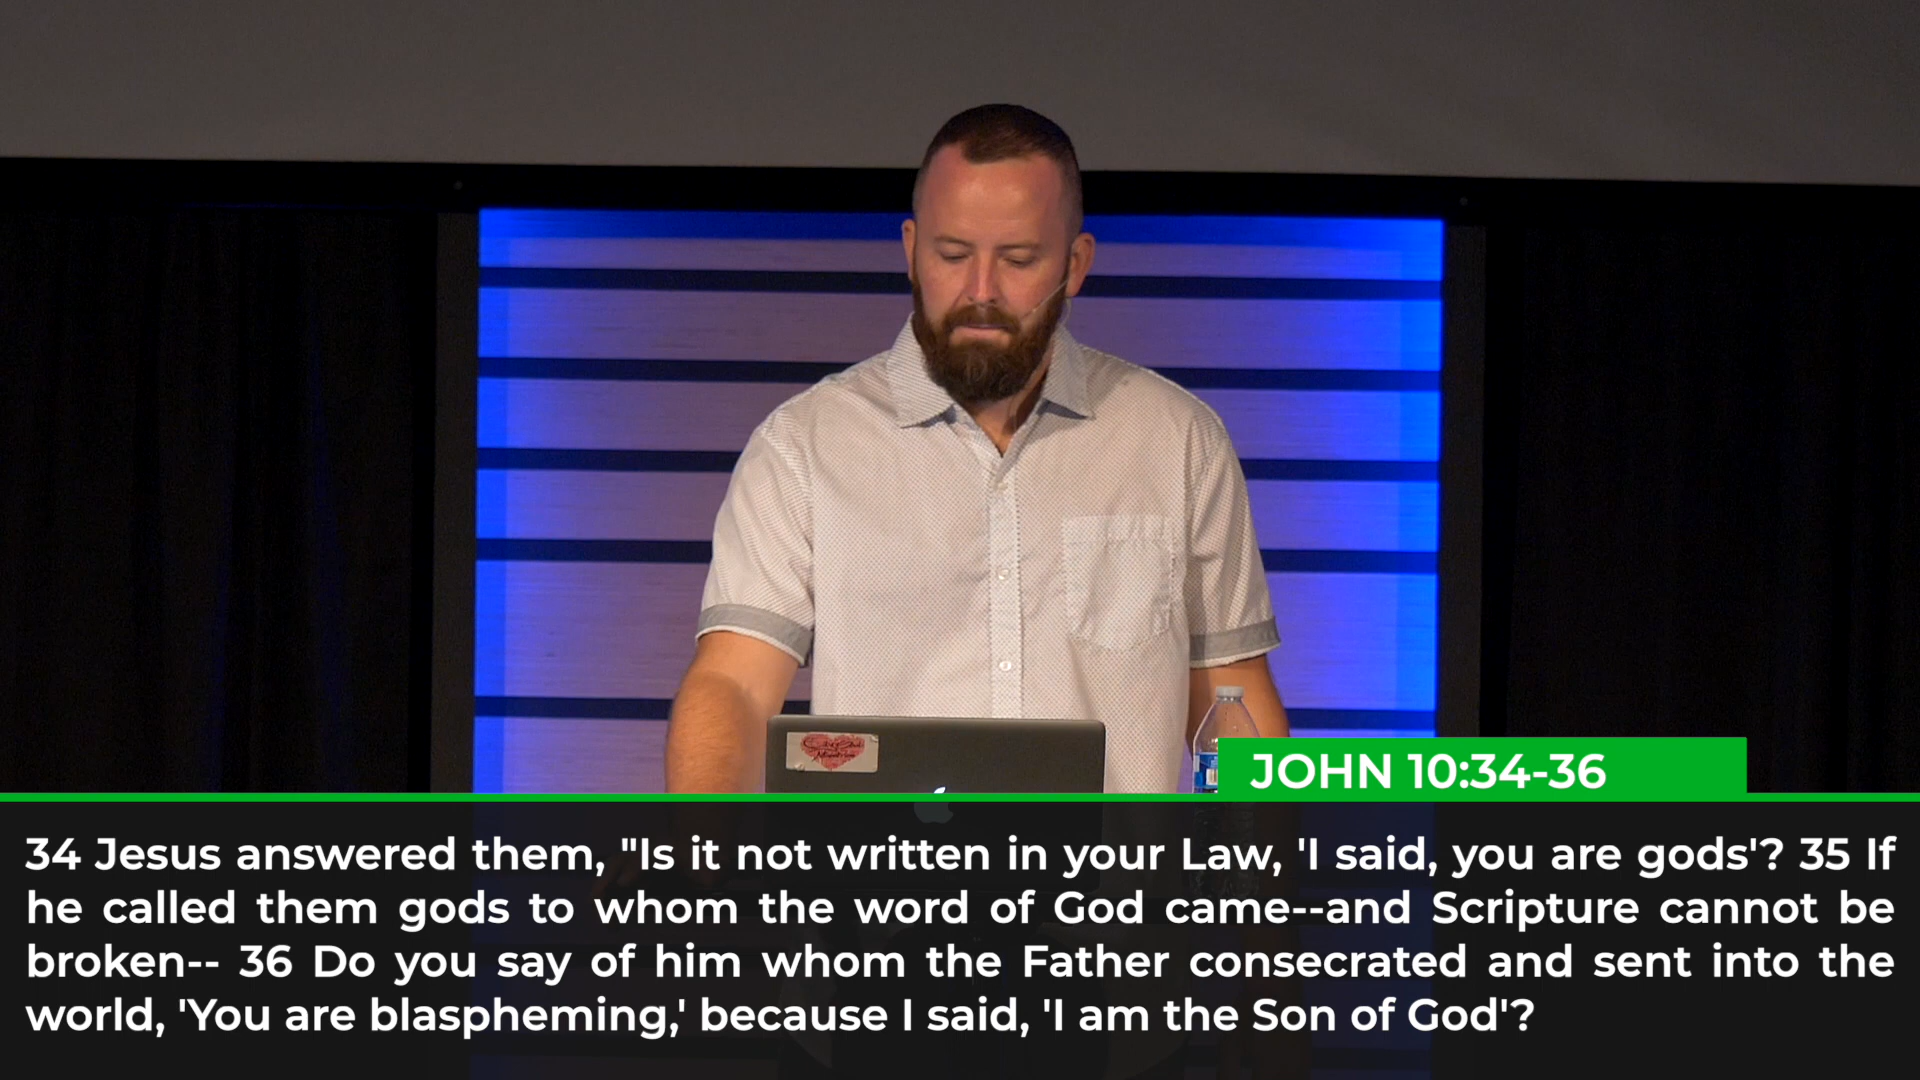 JOHN 10:34-36
34 Jesus answered them, "Is it not written in your Law, 'I said, you are gods'? 35 If
he called them gods to whom the word of God came--and Scripture cannot be
broken-- 36 Do you say of him whom the Father consecrated and sent into the
world, 'You are blaspheming,' because I said, 'I am the Son of God'?